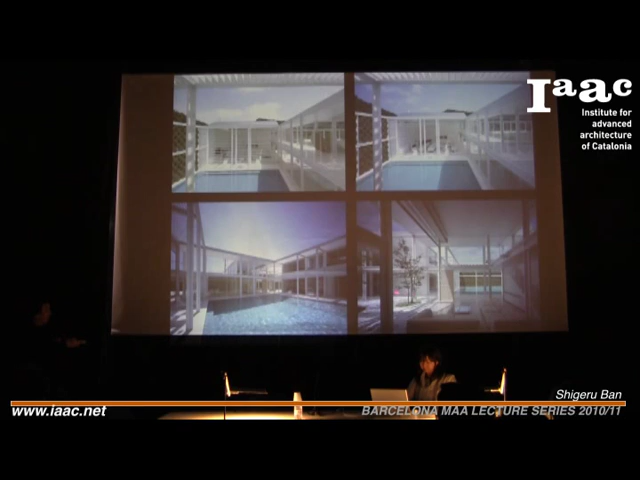 Iaac
Institute for
advanced
architecture
of Catalonia
Shigeru Ban
www.iaac.net
BARCELONA MAA LECTURE SERIES 2010/11